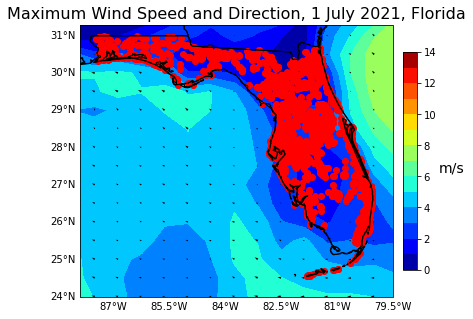 Maximum Wind Speed and Direction, 1 July 2021, Florida
31°N
30°N
29°N
28°N
27°N
26°N
25°N
24°N
87°W 85.5°W 84°W 82.5°W 81°W 79.5°W
14
12
10
8
6
4
2
0
m/s